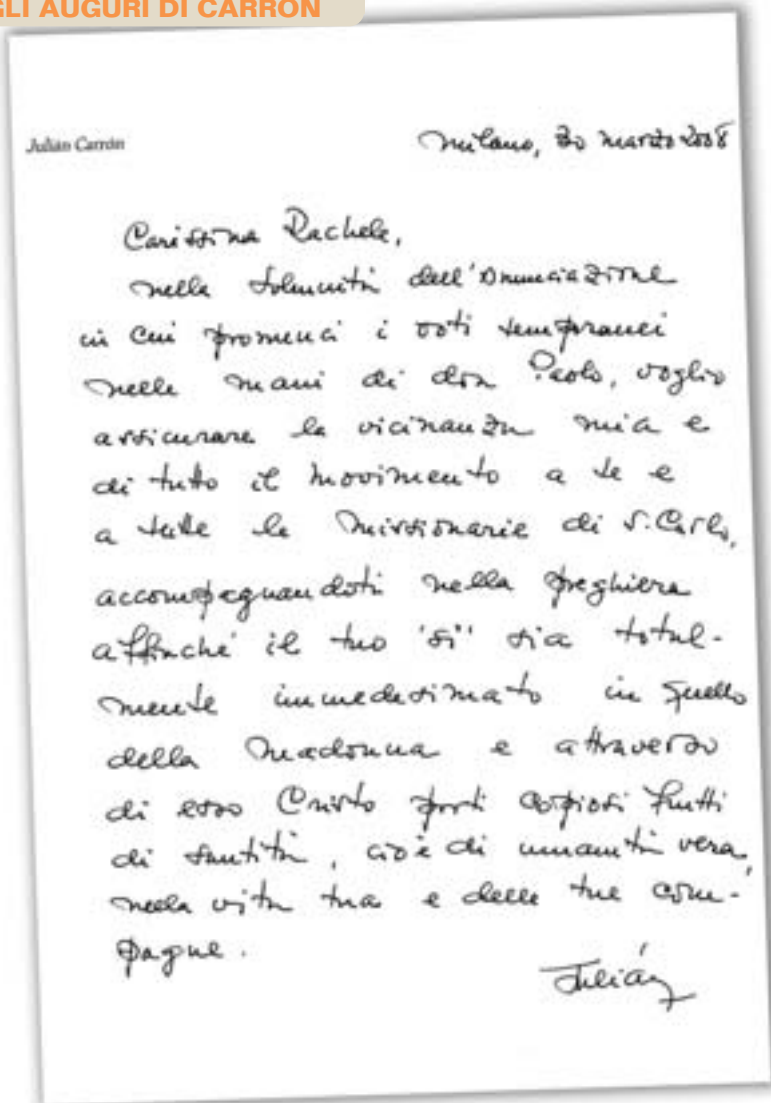 GLI AUGURI DI CARRÓN
Julián Carrón
Milano, 30 marzo 2008
Carissima Rachele,
nella solennità dell'Annunciazione
in cui pronunci i voti temporanei
nelle mani di don Paolo, voglio
assicurare la vicinanza mia e
di tutto il movimento a te e
a tutte le Missionarie di S. Carlo,
accompagnandoti nella preghiera
affinché il tuo "sì" sia total-
mente immedesimato in quello
della Madonna e attraverso
di esso Cristo porti copiosi frutti
di santità, cioè di umanità vera,
nella vita tua e delle tue com-
pagne.
Julián